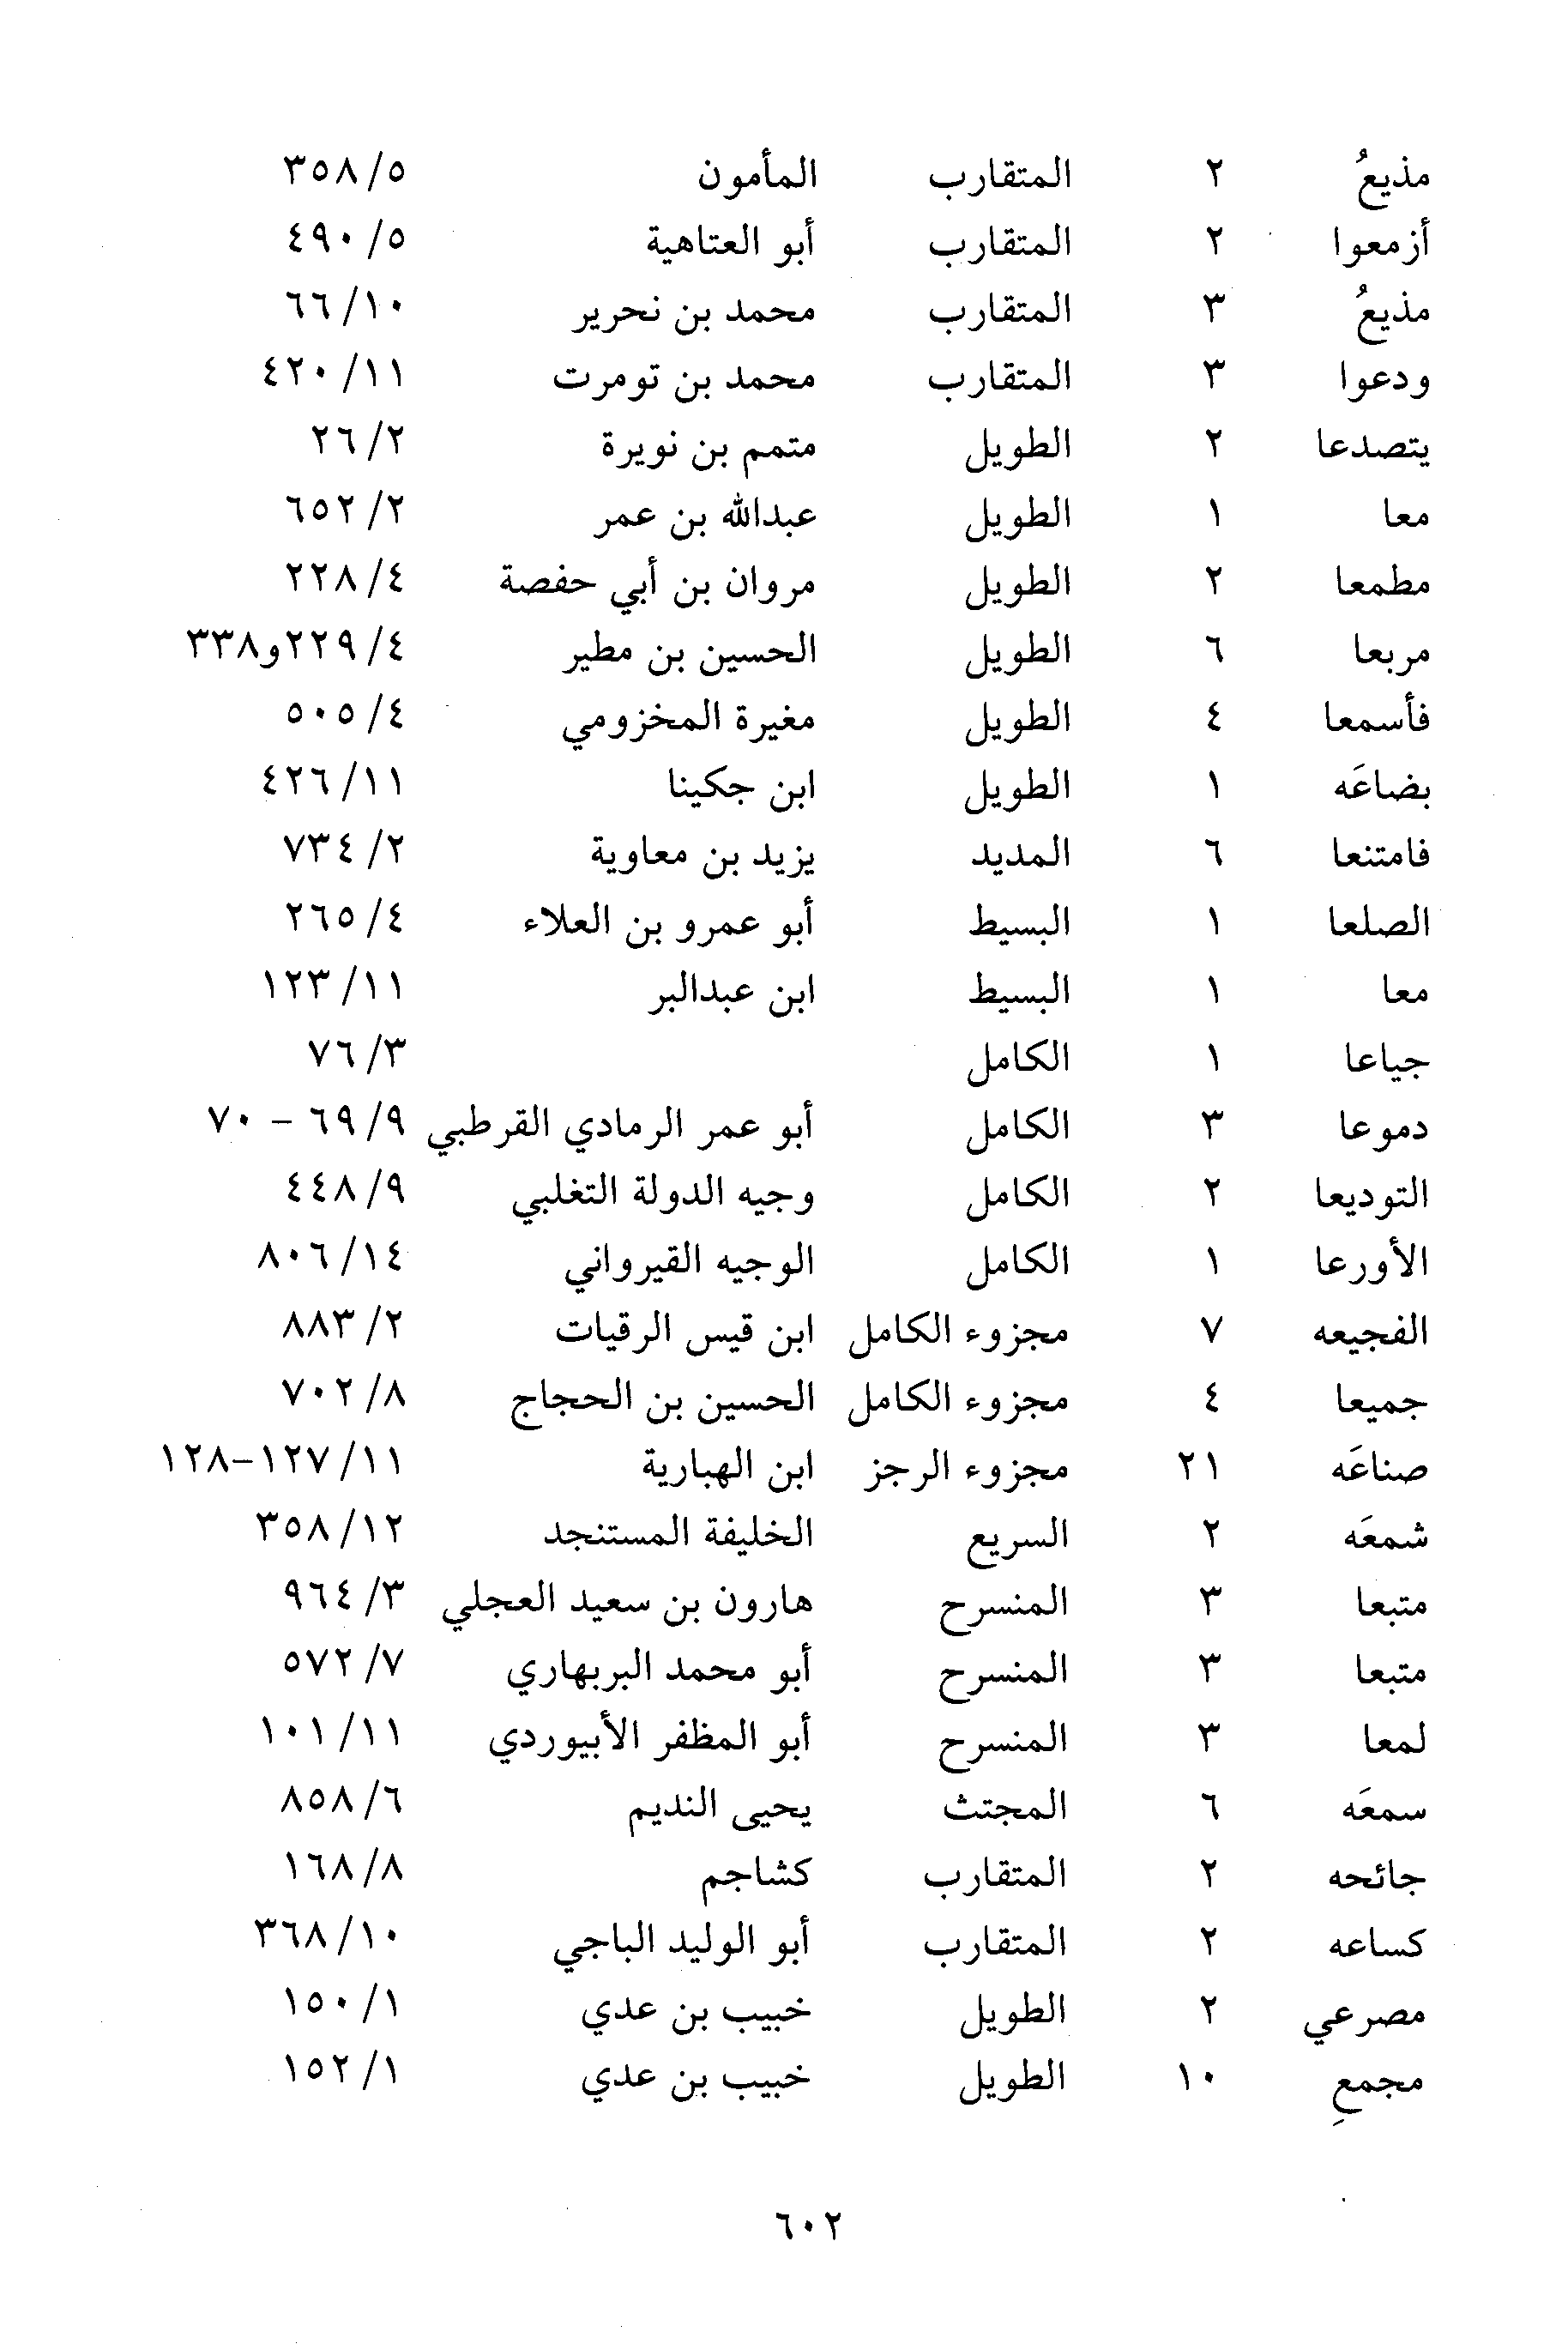 مذيعُ ٢ المتقارب المأمون ٥/ ٣٥٨
أزمعوا ٢ المتقارب أبو العتاهية ٥/ ٤٩٠
مذيعُ ٣ المتقارب محمد بن نحرير ١٠/ ٦٦
ودعوا ٣ المتقارب محمد بن تومرت ١١/ ٤٢٠
يتصدعا ٢ الطويل متمم بن نويرة ٢/ ٢٦
معا ١ الطويل عبدالله بن عمر ٢/ ٦٥٢
مطمعا ٢ الطويل مروان بن أبي حفصة ٤/ ٢٢٨
مربعا ٦ الطويل الحسين بن مطير ٤/ ٢٢٩و٣٣٨
فأسمعا ٤ الطويل مغيرة المخزومي ٤/ ٥٠٥
بضاعَه ١ الطويل ابن جكينا ١١/ ٤٢٦
فامتنعا ٦ المديد يزيد بن معاوية ٢/ ٧٣٤
الصلعا ١ البسيط أبو عمرو بن العلاء ٤/ ٢٦٥
معا ١ البسيط ابن عبدالبر ١١/ ١٢٣
جياعا ١ الكامل ٣/ ٧٦
دموعا ٣ الكامل أبو عمر الرمادي القرطبي ٩/ ٦٩ - ٧٠
التوديعا ٢ الكامل وجيه الدولة التغلبي ٩/ ٤٤٨
الأورعا ١ الكامل الوجيه القيرواني ١٤/ ٨٠٦
الفجيعه ٧ مجزوء الكامل ابن قيس الرقيات ٢/ ٨٨٣
جميعا ٤ مجزوء الكامل الحسين بن الحجاج ٨/ ٧٠٢
صناعَه ٢١ مجزوء الرجز ابن الهبارية ١١/ ١٢٧-١٢٨
شمعَه ٢ السريع الخليفة المستنجد ١٢/ ٣٥٨
متبعا ٣ المنسرح هارون بن سعيد العجلي ٣/ ٩٦٤
متبعا ٣ المنسرح أبو محمد البربهاري ٧/ ٥٧٢
لمعا ٣ المنسرح أبو المظفر الأبيوردي ١١/ ١٠١
سمعَه ٦ المجتث يحيى النديم ٦/ ٨٥٨
جائحه ٢ المتقارب كشاجم ٨/ ١٦٨
كساعه ٢ المتقارب أبو الوليد الباجي ١٠/ ٣٦٨
مصرعي ٢ الطويل خبيب بن عدي ١/ ١٥٠
مجمعِ ١٠ الطويل خبيب بن عدي ١/ ١٥٢
٦٠٢